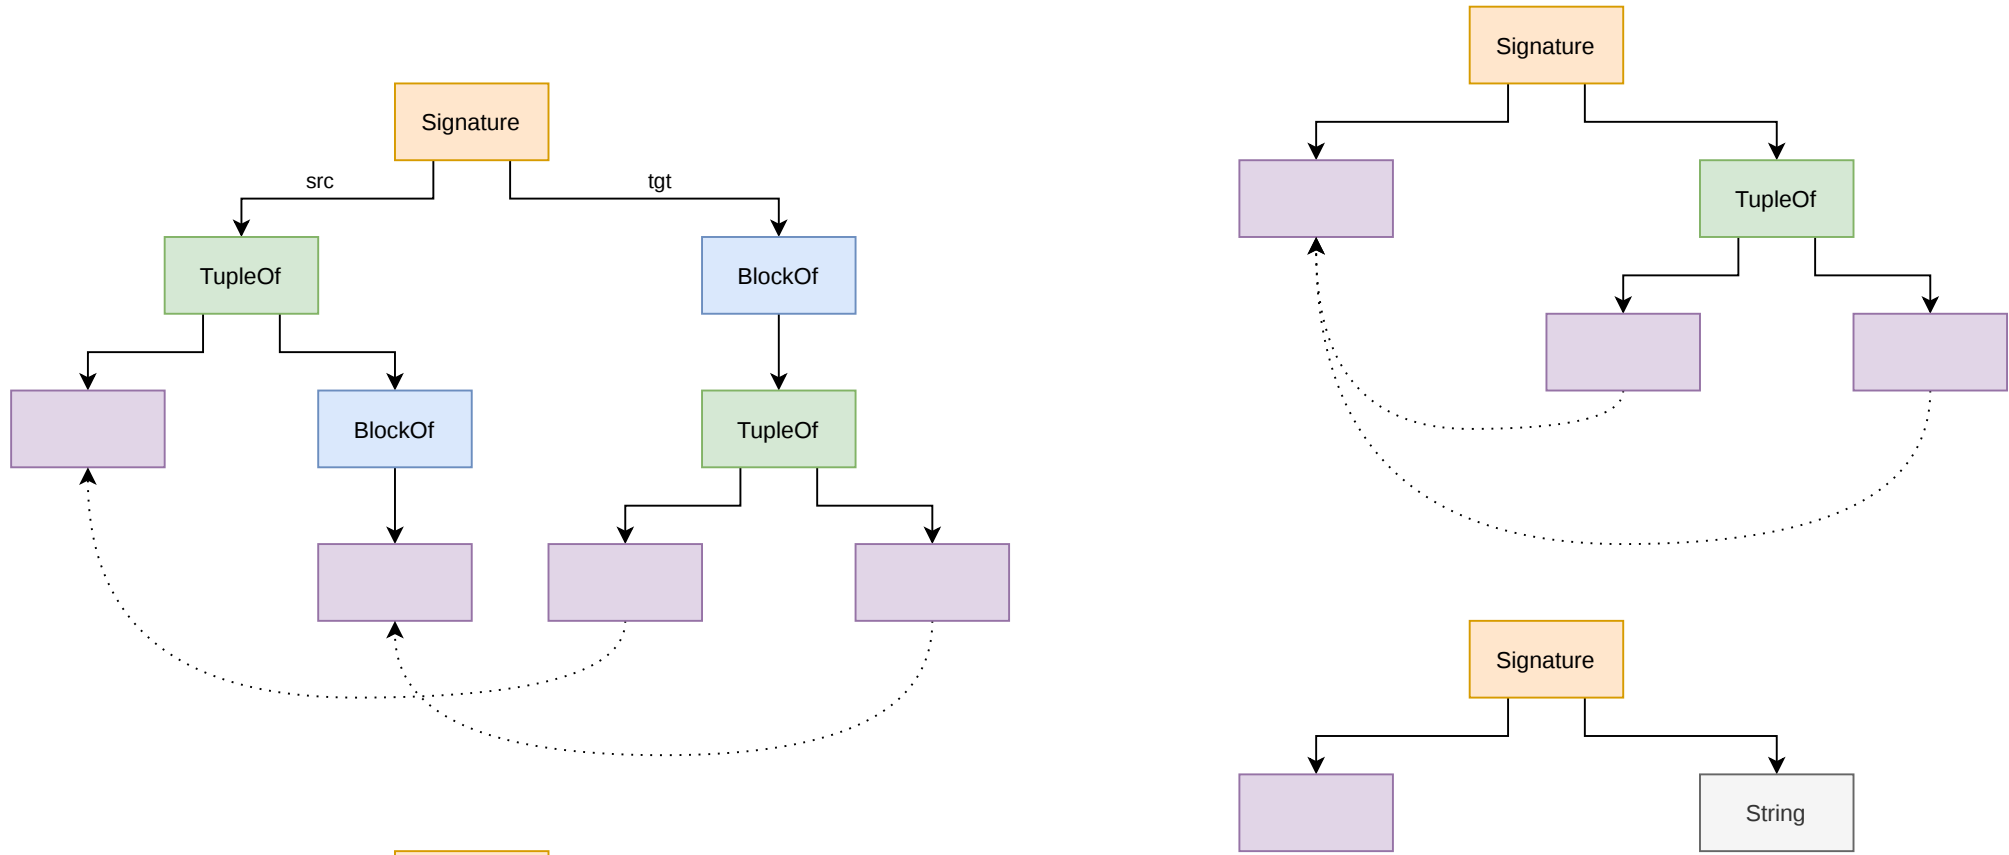 Signature
src
tgt
TupleOf
BlockOf
BlockOf
TupleOf
Signature
TupleOf
Signature
String